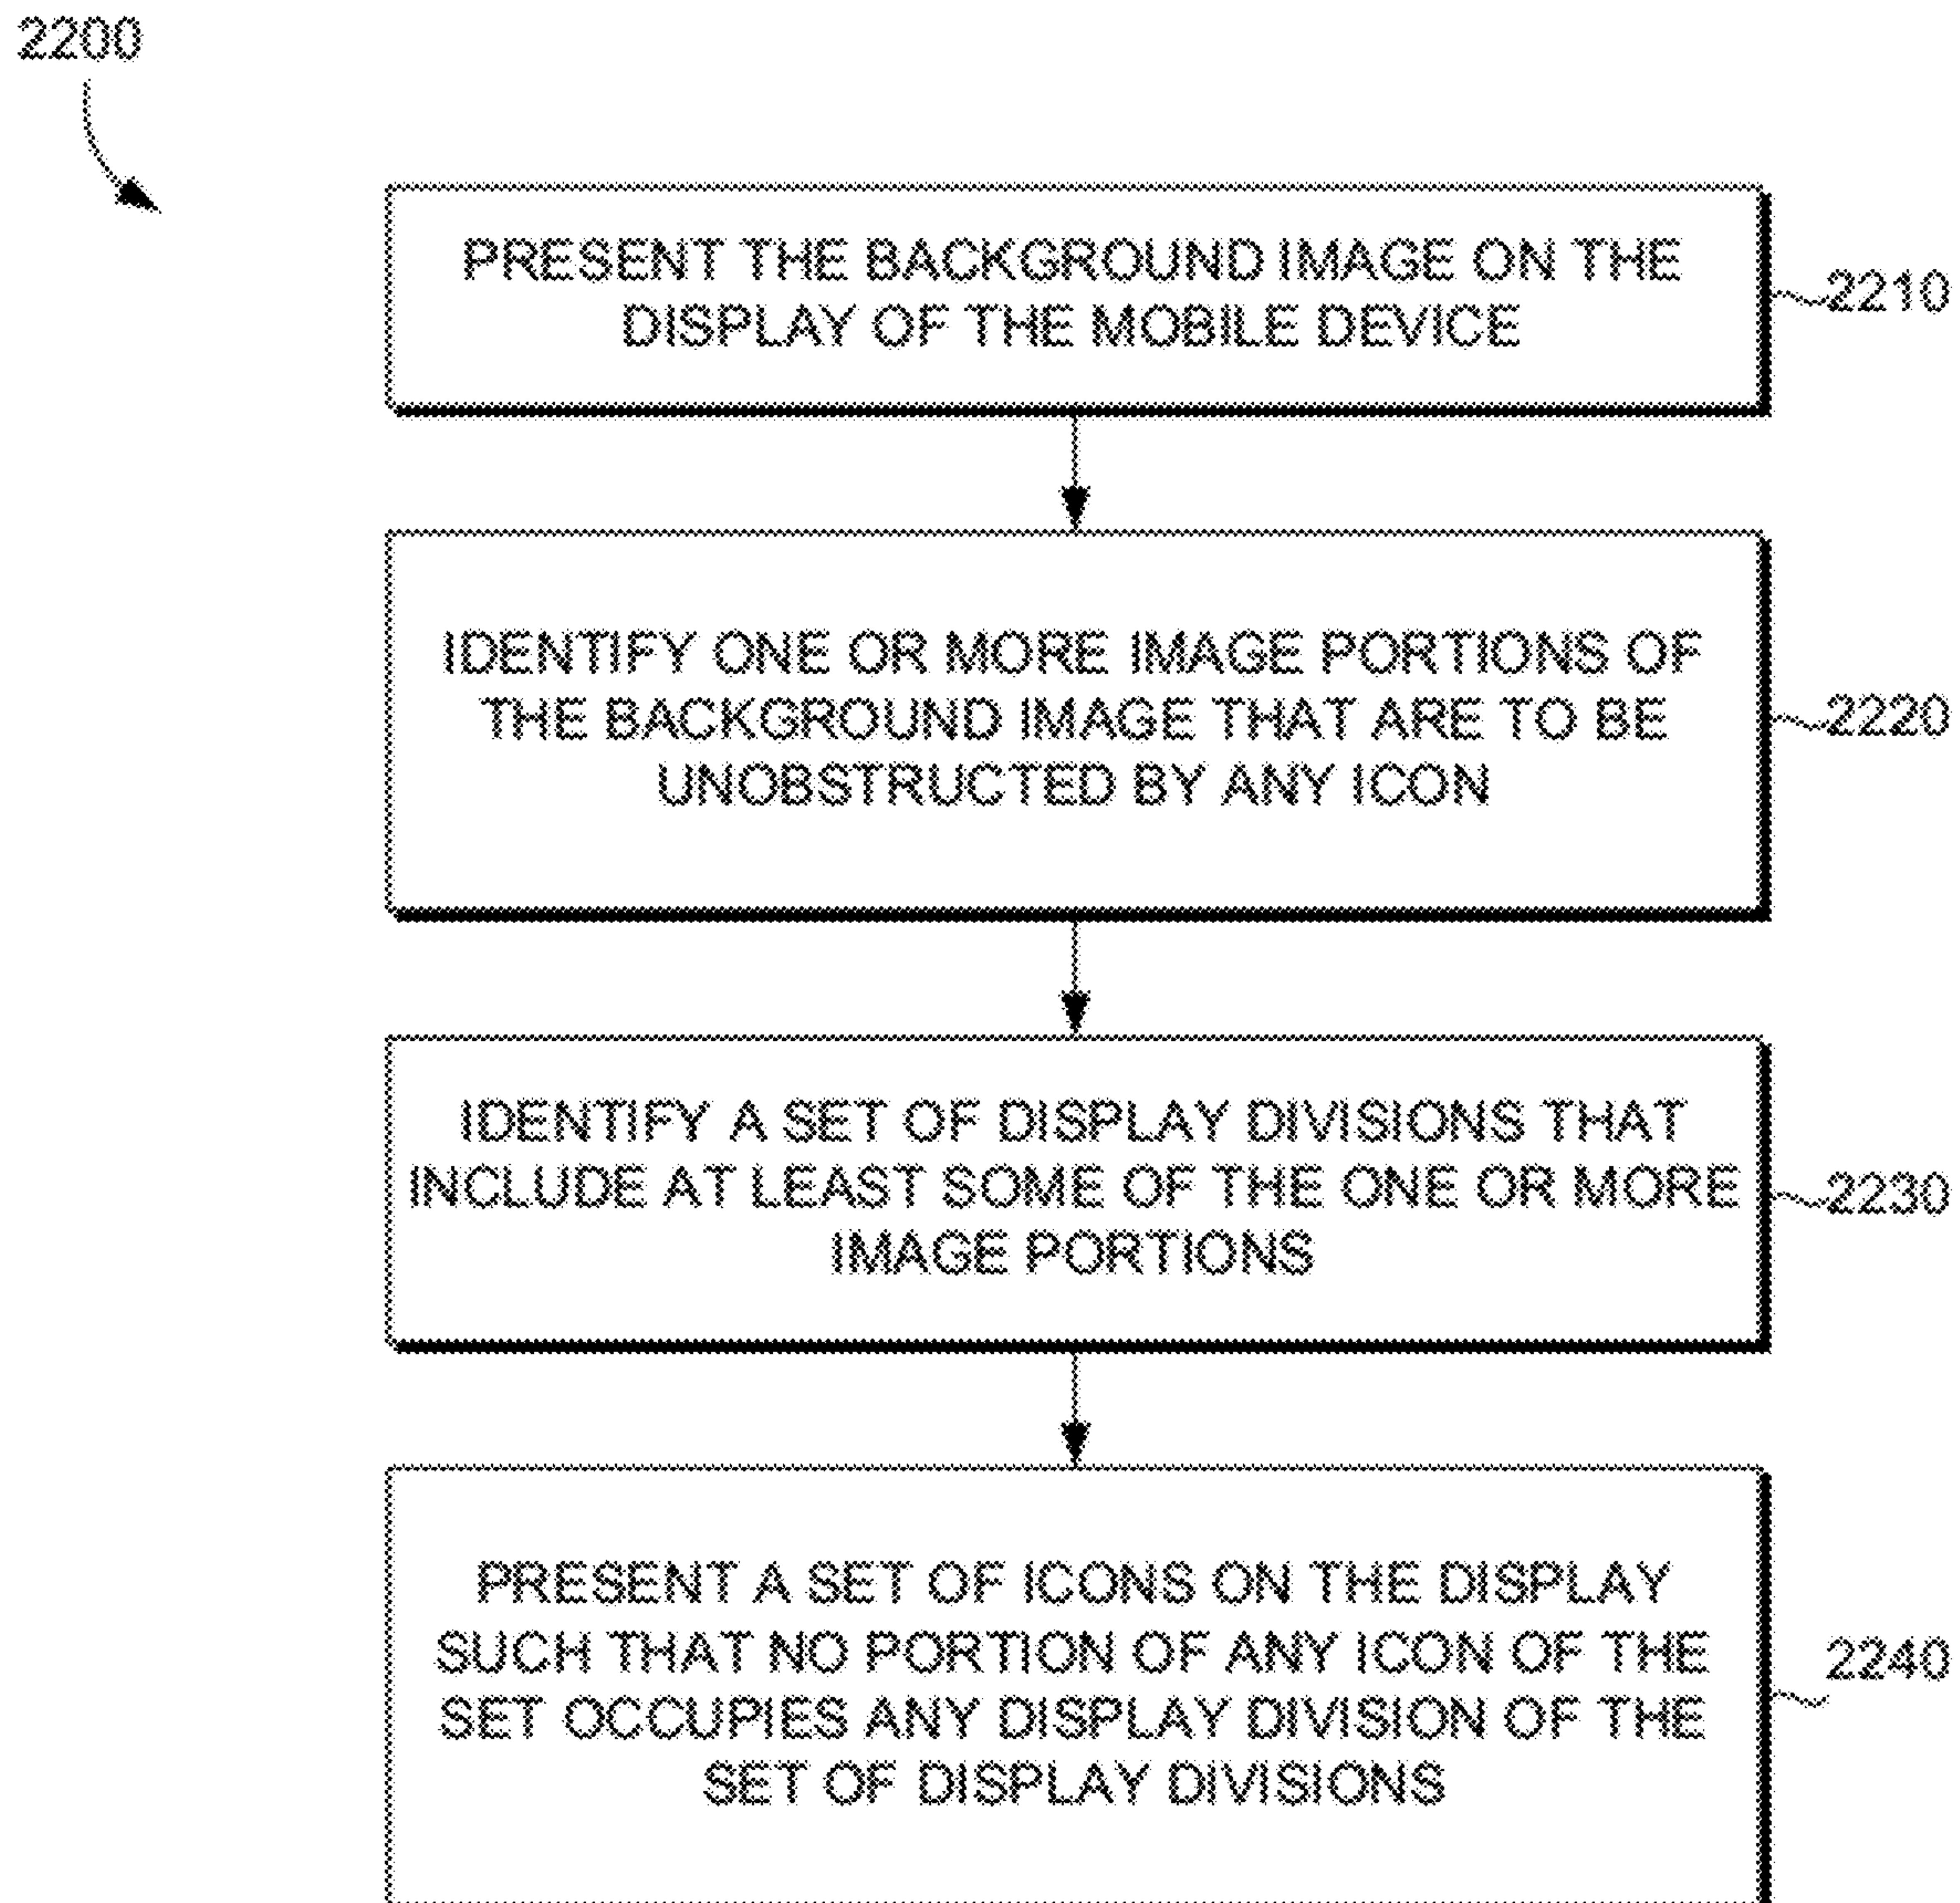 2200
PRESENT THE BACKGROUND IMAGE ON THE
DISPLAY OF THE MOBILE DEVICE
2210
IDENTIFY ONE OR MORE IMAGE PORTIONS OF
THE BACKGROUND IMAGE THAT ARE TO BE
UNOBSTRUCTED BY ANY ICON
2220
IDENTIFY A SET OF DISPLAY DIVISIONS THAT
INCLUDE AT LEAST SOME OF THE ONE OR MORE
IMAGE PORTIONS
2230
PRESENT A SET OF ICONS ON THE DISPLAY
SUCH THAT NO PORTION OF ANY ICON OF THE
SET OCCUPIES ANY DISPLAY DIVISION OF THE
SET OF DISPLAY DIVISIONS
2240